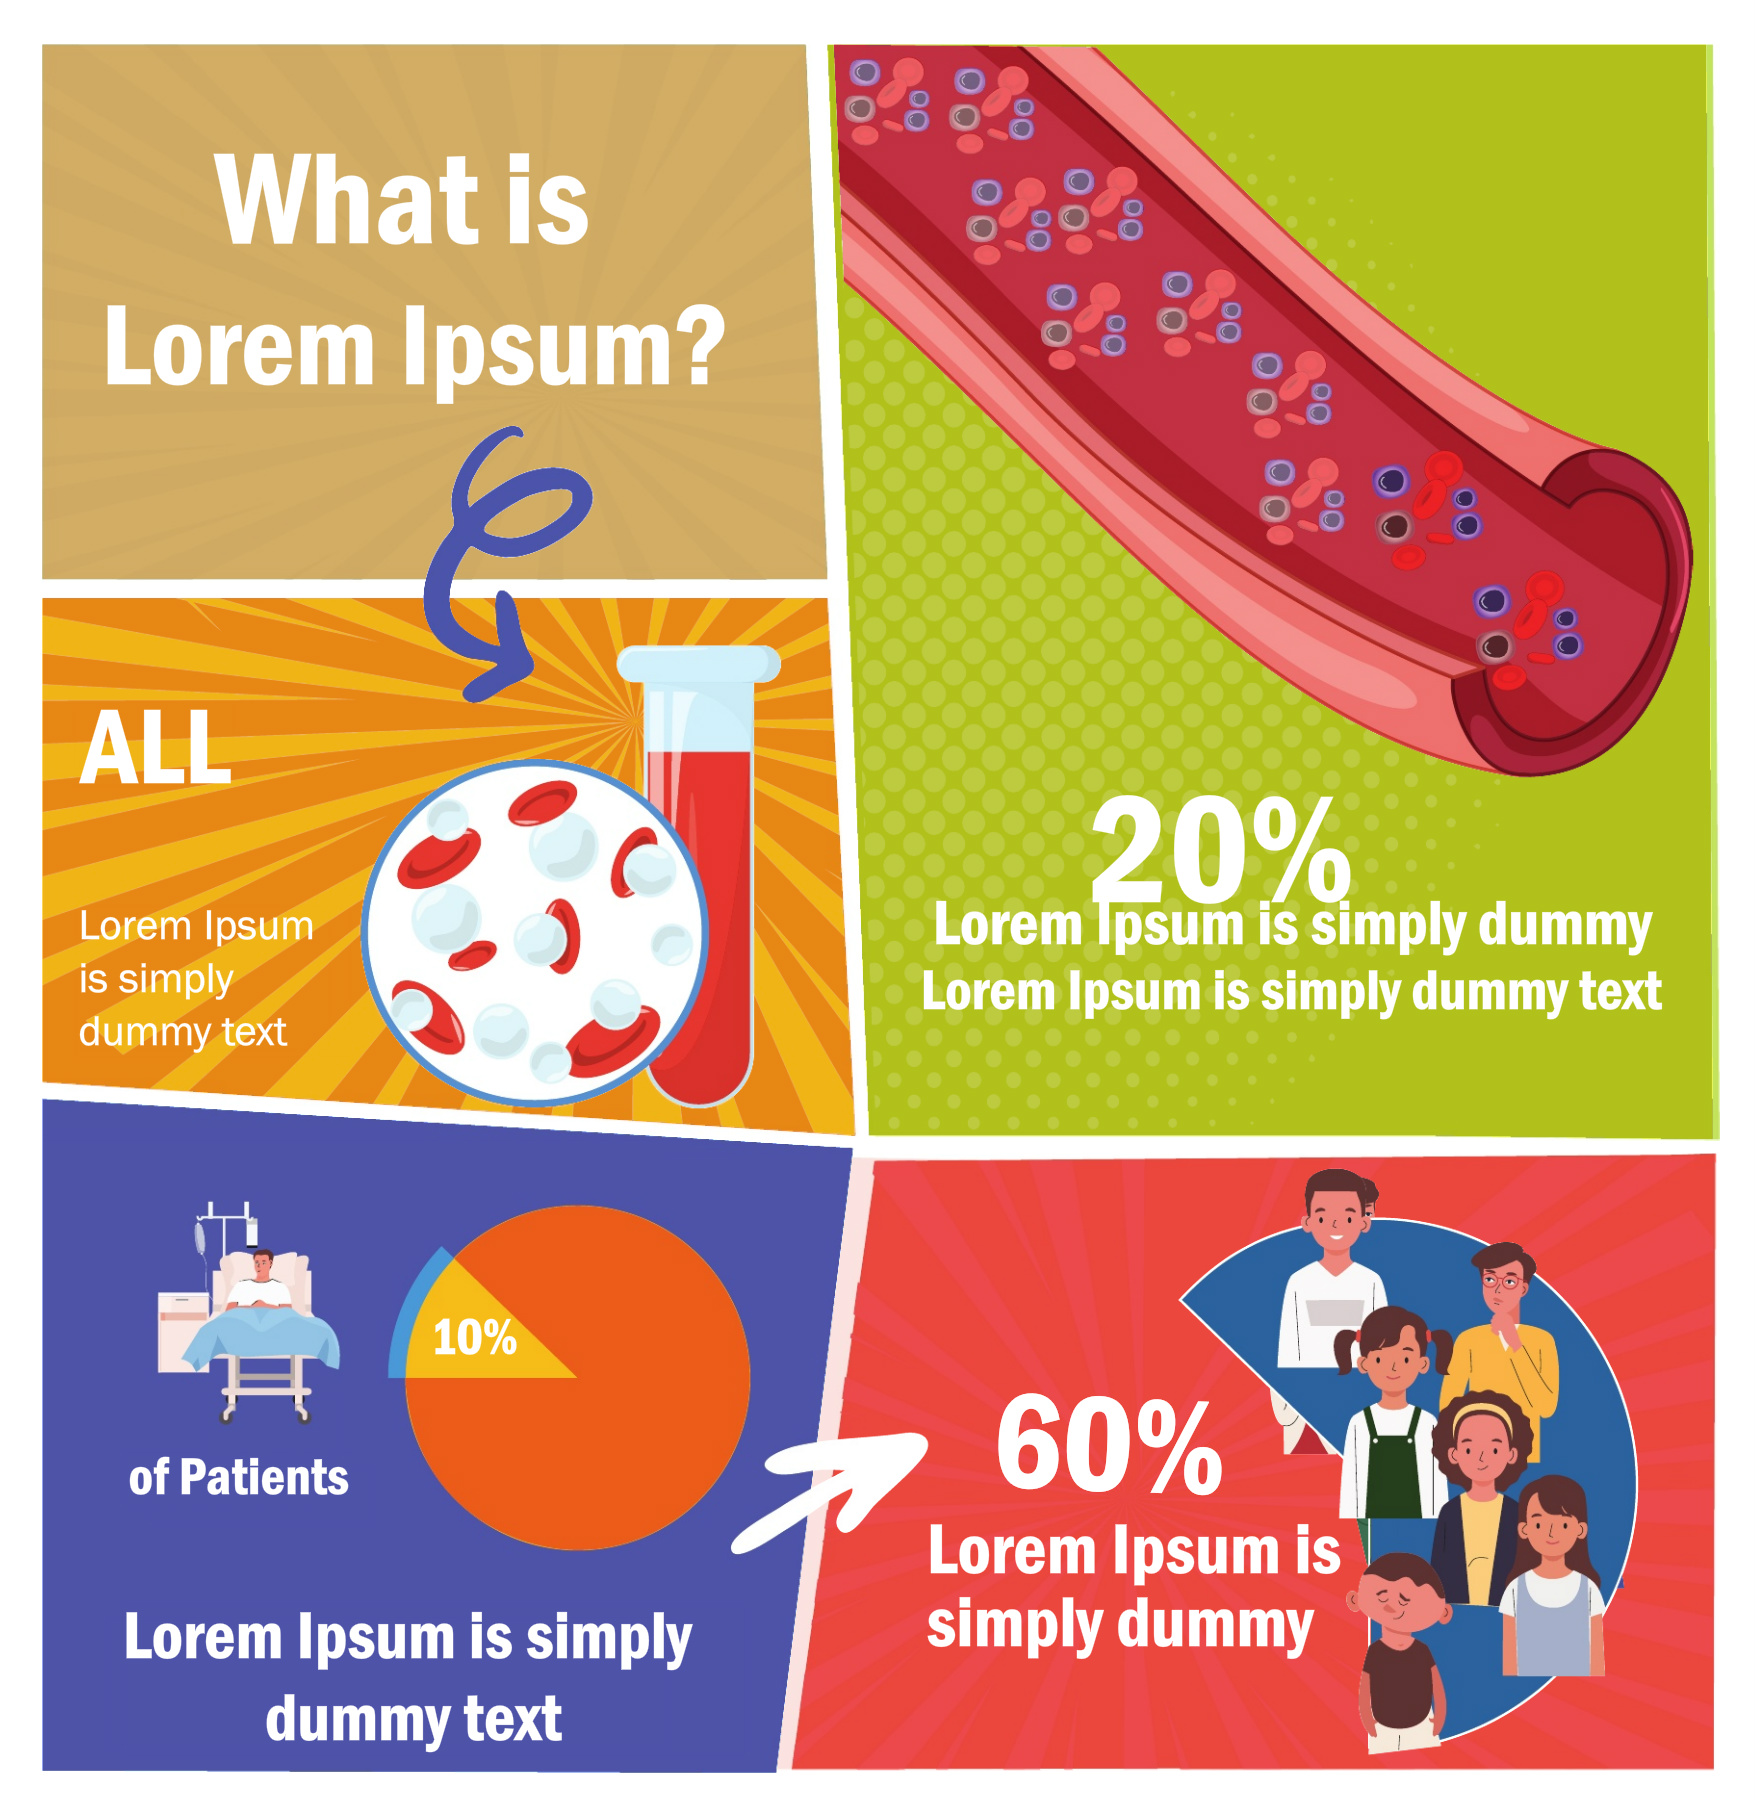 What is
Lorem Ipsum?
ALL
Lorem Ipsum
is simply
dummy text
20%
Lorem Ipsum is simply dummy
Lorem Ipsum is simply dummy text
10%
of Patients
Lorem Ipsum is simply
dummy text
60%
Lorem Ipsum is
simply dummy